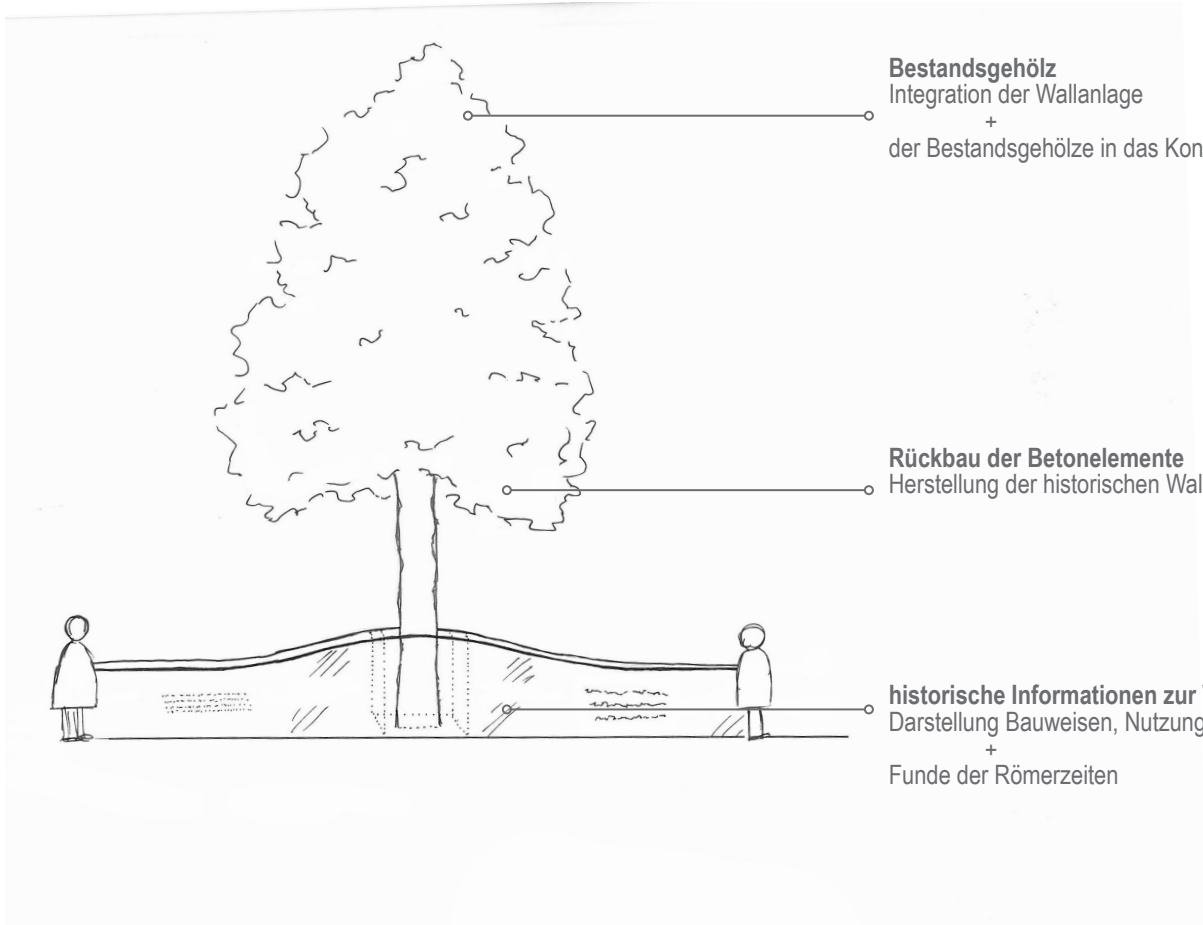 Bestandsgehölz
Integration der Wallanlage
+
der Bestandsgehölze in das Kon
Rückbau der Betonelemente
Herstellung der historischen Wal
historische Informationen zur
Darstellung Bauweisen, Nutzung
+
Funde der Römerzeiten